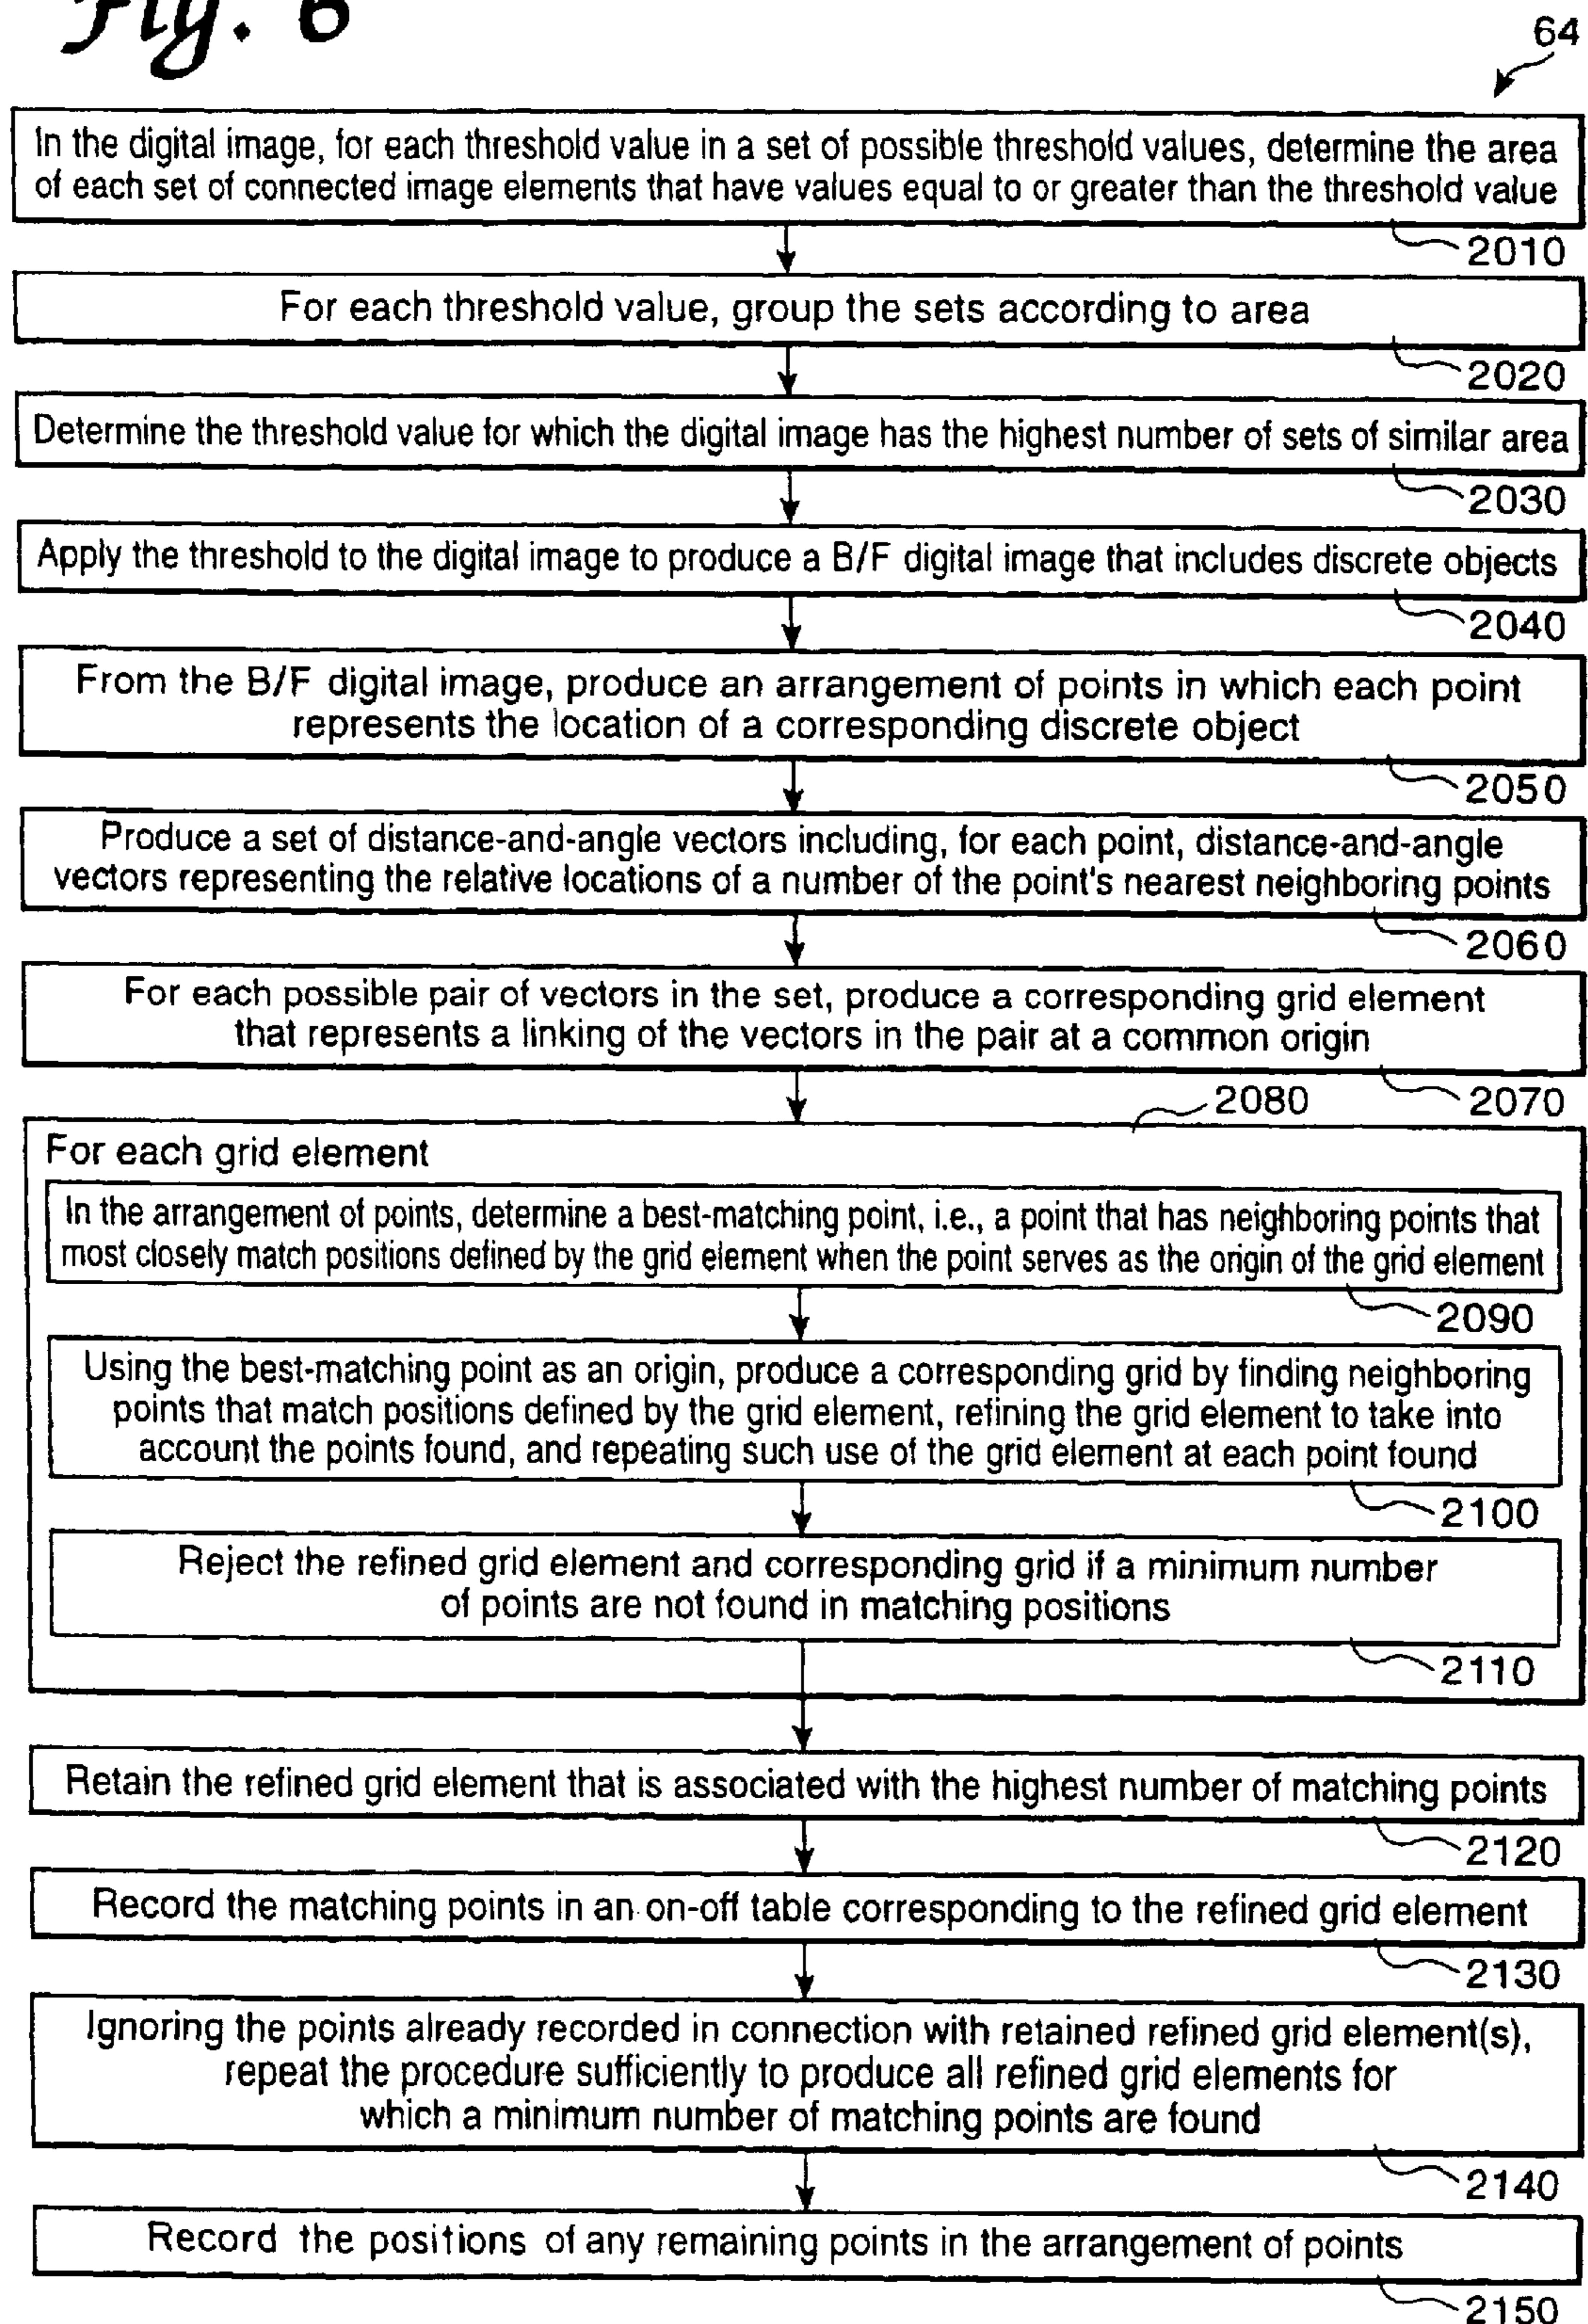 Fig. 6
64
In the digital image, for each threshold value in a set of possible threshold values, determine the area
of each set of connected image elements that have values equal to or greater than the threshold value
2010
For each threshold value, group the sets according to area
2020
Determine the threshold value for which the digital image has the highest number of sets of similar area
2030
Apply the threshold to the digital image to produce a B/F digital image that includes discrete objects
2040
From the B/F digital image, produce an arrangement of points in which each point
represents the location of a corresponding discrete object
2050
Produce a set of distance-and-angle vectors including, for each point, distance-and-angle
vectors representing the relative locations of a number of the point's nearest neighboring points
2060
For each possible pair of vectors in the set, produce a corresponding grid element
that represents a linking of the vectors in the pair at a common origin
2070
2080
For each grid element
In the arrangement of points, determine a best-matching point, i.e., a point that has neighboring points that
most closely match positions defined by the grid element when the point serves as the origin of the grid element
2090
Using the best-matching point as an origin, produce a corresponding grid by finding neighboring
points that match positions defined by the grid element, refining the grid element to take into
account the points found, and repeating such use of the grid element at each point found
2100
Reject the refined grid element and corresponding grid if a minimum number
of points are not found in matching positions
2110
Retain the refined grid element that is associated with the highest number of matching points
2120
Record the matching points in an on-off table corresponding to the refined grid element
2130
Ignoring the points already recorded in connection with retained refined grid element(s),
repeat the procedure sufficiently to produce all refined grid elements for
which a minimum number of matching points are found
2140
Record the positions of any remaining points in the arrangement of points
2150